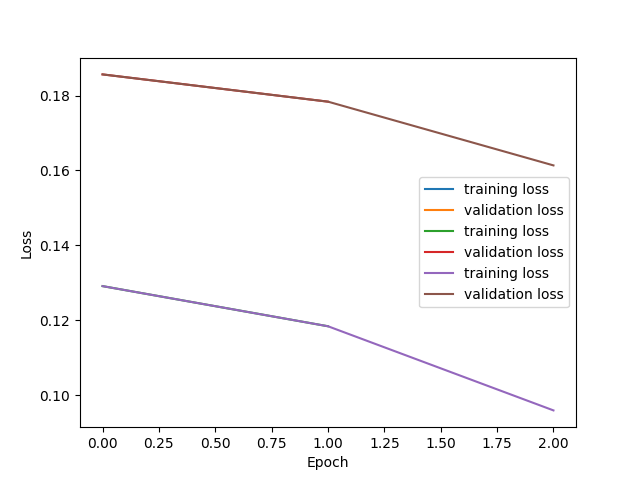 0.18
0.16
0.14
0.12
0.10
Loss
training loss
validation loss
training loss
validation loss
training loss
validation loss
0.00 0.25 0.50 0.75 1.00 1.25 1.50 1.75 2.00
Epoch